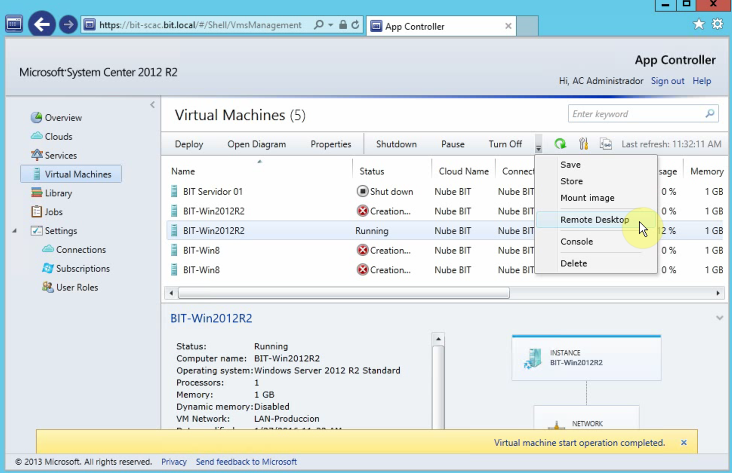 https://bit-scac.bit.local/#/Shell/VmsManagement
App Controller
App Controller
Microsoft System Center 2012 R2
Hi, AC Administrador Sign out Help
Overview
Clouds
Services
Virtual Machines
Library
Jobs
Settings
Connections
Subscriptions
User Roles
Virtual Machines (5)
Enter keyword
Deploy Open Diagram Properties Shutdown Pause Turn Off Last refresh: 11:32:11 AM
Name Status Cloud Name Connect sage Memory
BIT Servidor 01 Shut down Nube BIT Nube BIT 0 % 1 GB
BIT-Win2012R2 Creation... Nube BIT Nube BIT 0 % 1 GB
BIT-Win2012R2 Running Nube BIT Nube BIT 2 % 1 GB
BIT-Win8 Creation... Nube BIT Nube BIT 0 % 1 GB
BIT-Win8 Creation... Nube BIT Nube BIT 0 % 1 GB
Save
Store
Mount image
Remote Desktop
Console
Delete
BIT-Win2012R2
Status: Running
Computer name: BIT-Win2012R2
Operating system: Windows Server 2012 R2 Standard
Processors: 1
Memory: 1 GB
Dynamic memory: Disabled
VM Network: LAN-Produccion
INSTANCE
BIT-Win2012R2
NETWORK
Virtual machine start operation completed.
© 2013 Microsoft. All rights reserved. Privacy Send feedback to Microsoft